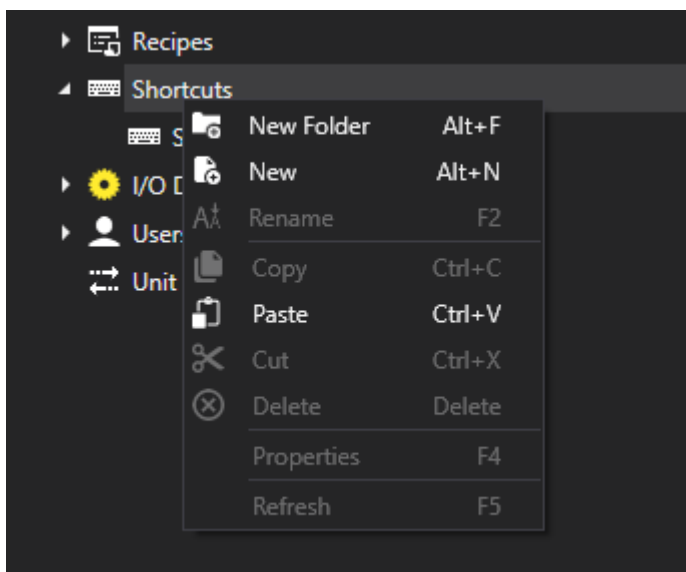 Recipes
Shortcuts
New Folder Alt+F
New Alt+N
I/O
Rename F2
Copy Ctrl+C
Unit
Paste Ctrl+V
Cut Ctrl+X
Delete Delete
Properties F4
Refresh F5